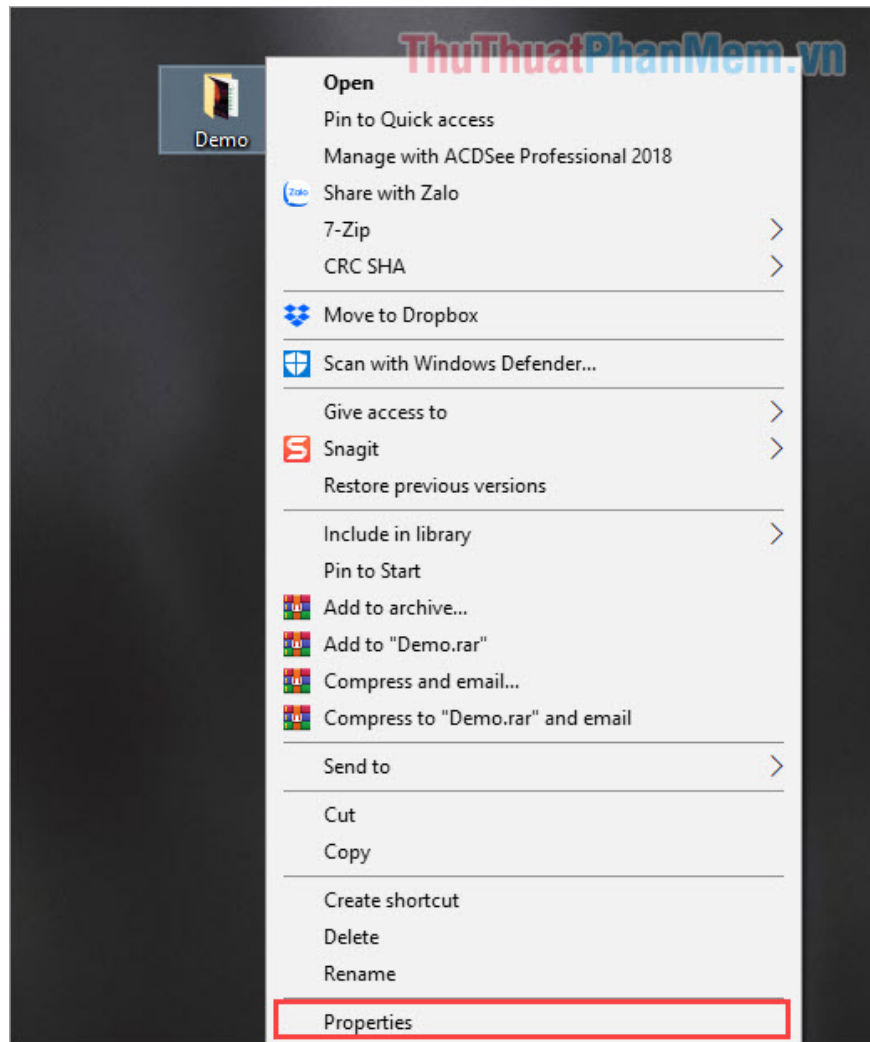 ThuThuatPhanMem.vn
Demo
Open
Pin to Quick access
Manage with ACDSee Professional 2018
Zalo
Share with Zalo
7-Zip
CRC SHA
Move to Dropbox
Scan with Windows Defender...
Give access to
Snagit
Restore previous versions
Include in library
Pin to Start
Add to archive...
Add to "Demo.rar"
Compress and email...
Compress to "Demo.rar" and email
Send to
Cut
Copy
Create shortcut
Delete
Rename
Properties